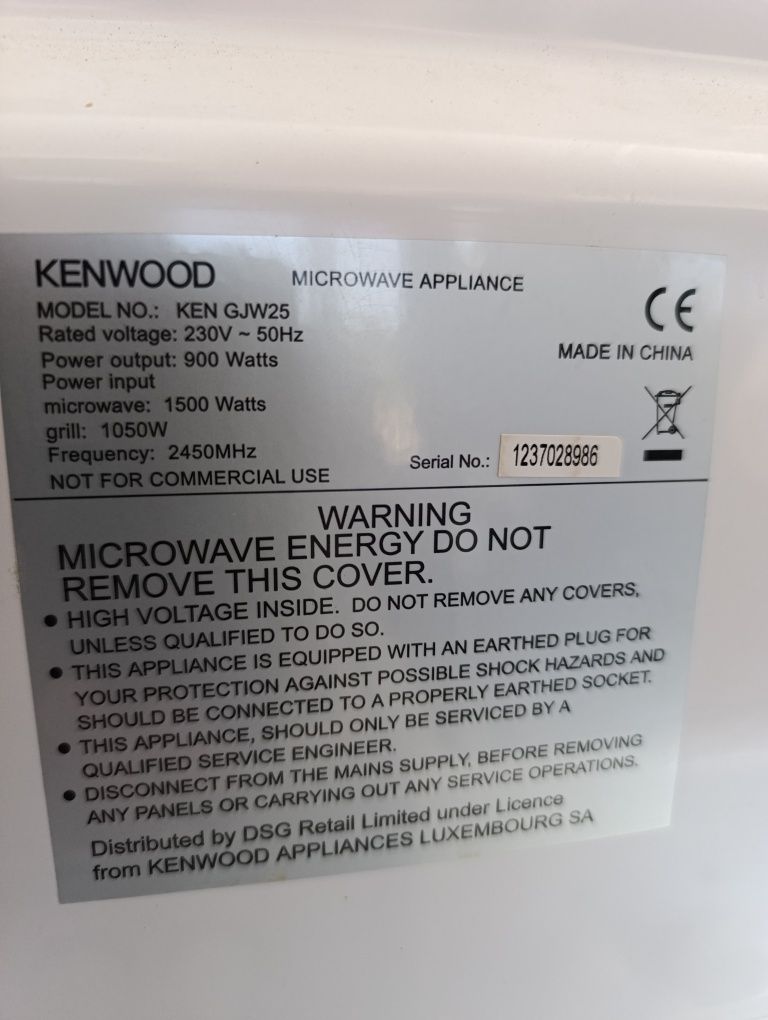 KENWOOD
MICROWAVE APPLIANCE
MODEL NO.: KEN GJW25
Rated voltage: 230V ~ 50Hz
Power output: 900 Watts
Power input
microwave: 1500 Watts
grill: 1050W
Frequency: 2450MHz
NOT FOR COMMERCIAL USE
CE
MADE IN CHINA
Serial No.: 1237028986
WARNING
MICROWAVE ENERGY DO NOT
REMOVE THIS COVER.
● HIGH VOLTAGE INSIDE. DO NOT REMOVE ANY COVERS,
UNLESS QUALIFIED TO DO SO.
● THIS APPLIANCE IS EQUIPPED WITH AN EARTHED PLUG FOR
YOUR PROTECTION AGAINST POSSIBLE SHOCK HAZARDS AND
SHOULD BE CONNECTED TO A PROPERLY EARTHED SOCKET.
● THIS APPLIANCE, SHOULD ONLY BE SERVICED BY A
QUALIFIED SERVICE ENGINEER.
● DISCONNECT FROM THE MAINS SUPPLY, BEFORE REMOVING
ANY PANELS OR CARRYING OUT ANY SERVICE OPERATIONS.
Distributed by DSG Retail Limited under Licence
from KENWOOD APPLIANCES LUXEMBOURG SA